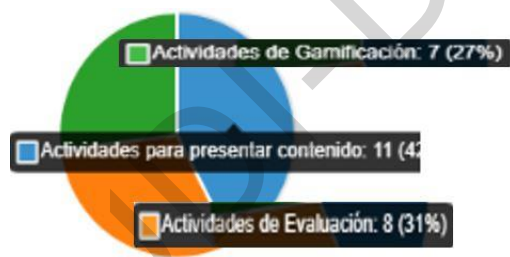 Actividades de Gamificación: 7 (27%)
Actividades para presentar contenido: 11 (42
Actividades de Evaluación: 8 (31%)